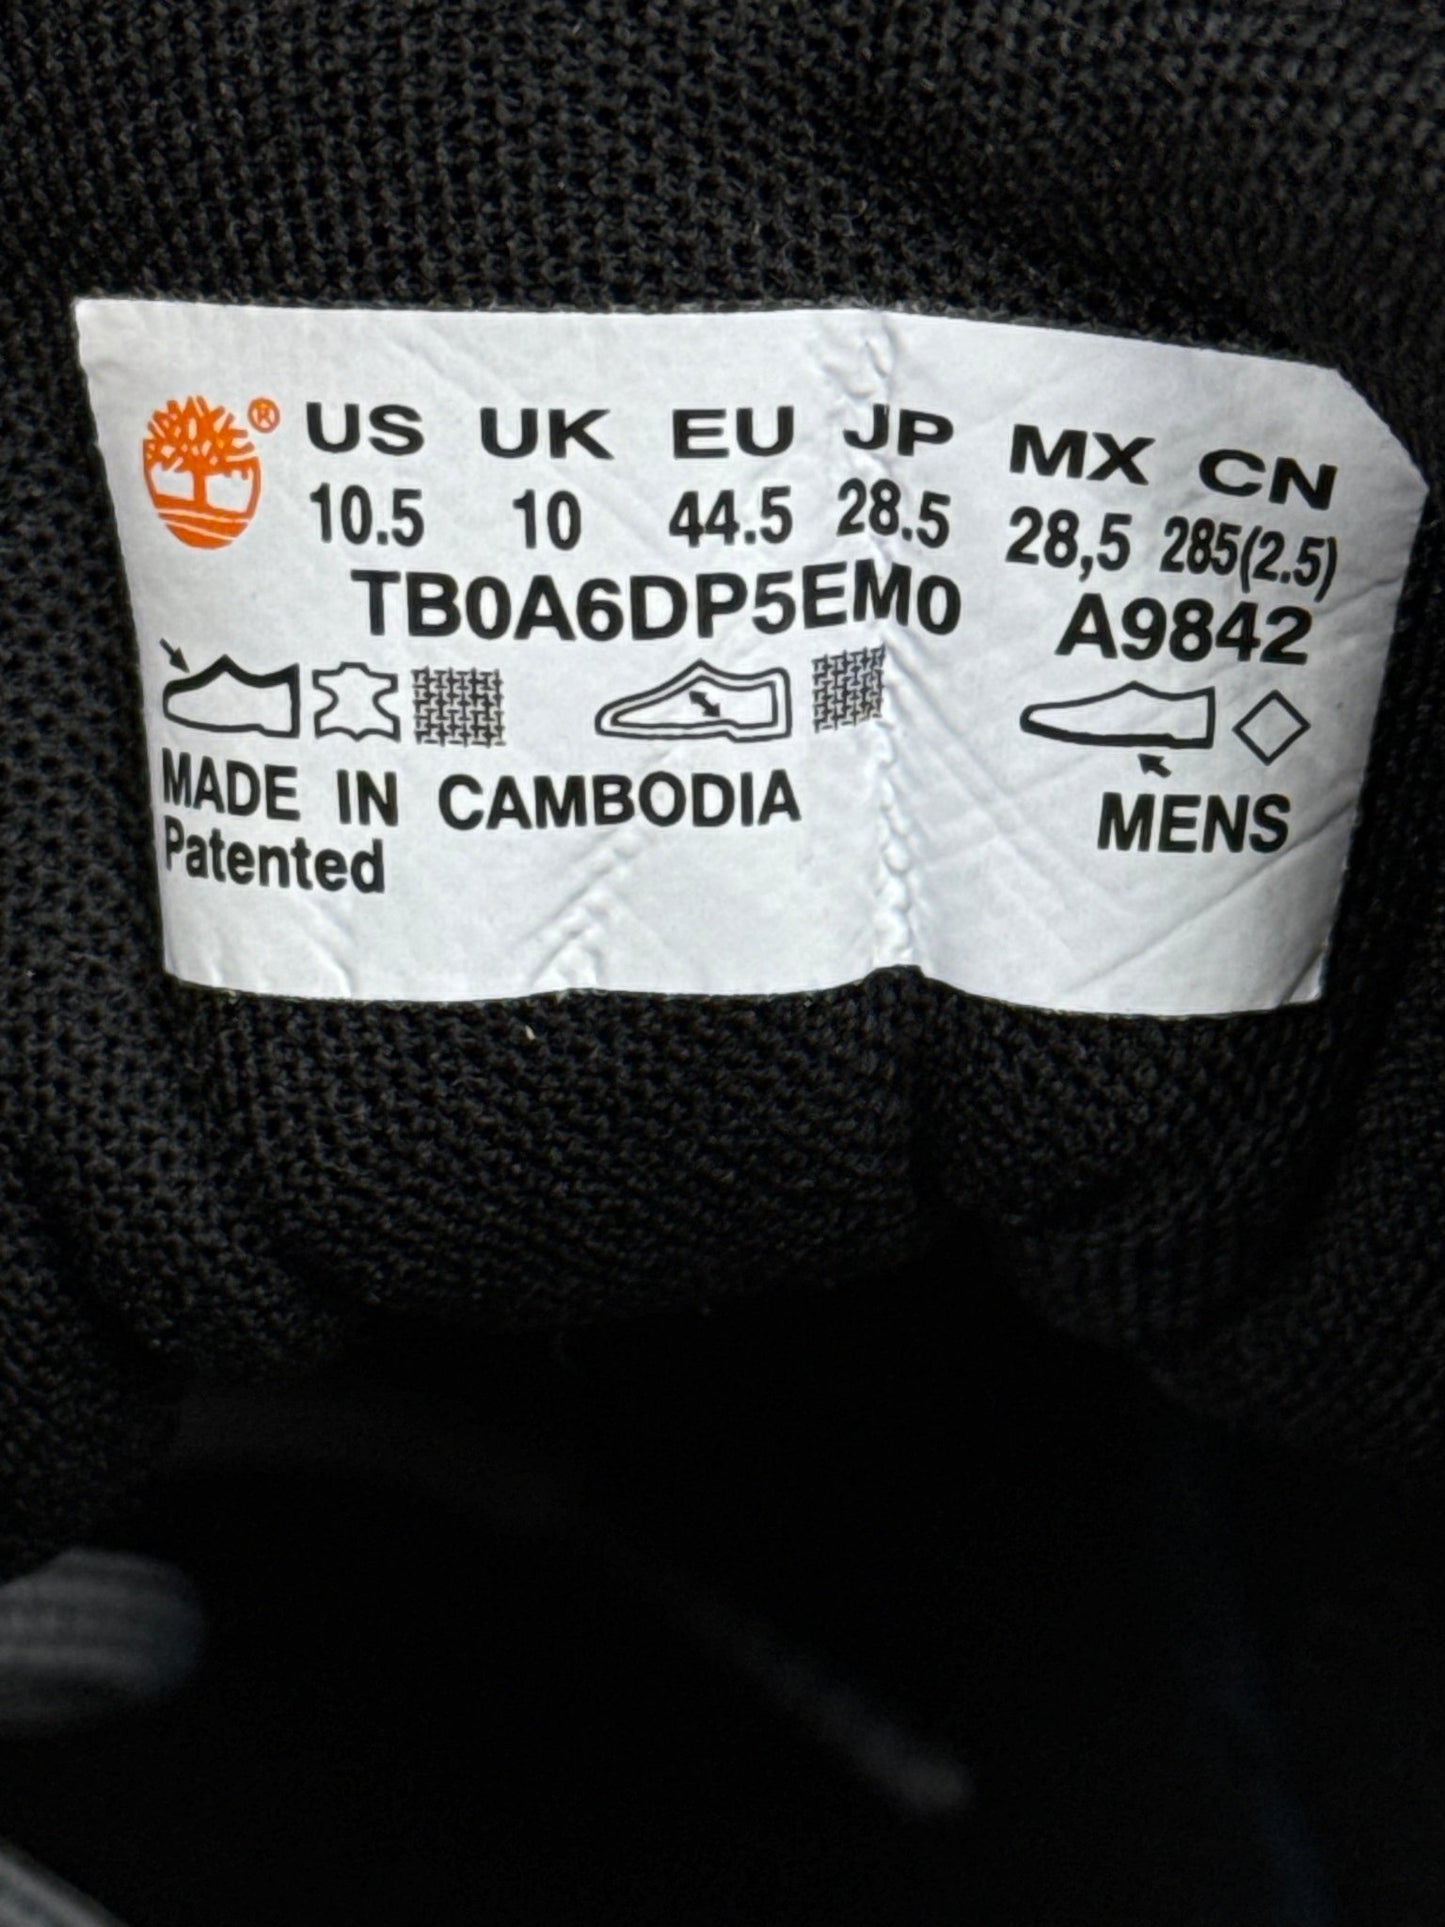 ® US UK EU JP MX CN
10.5 10 44.5 28.5 28,5 285(2.5)
TB0A6DP5EM0 A9842
MADE IN CAMBODIA MENS
Patented